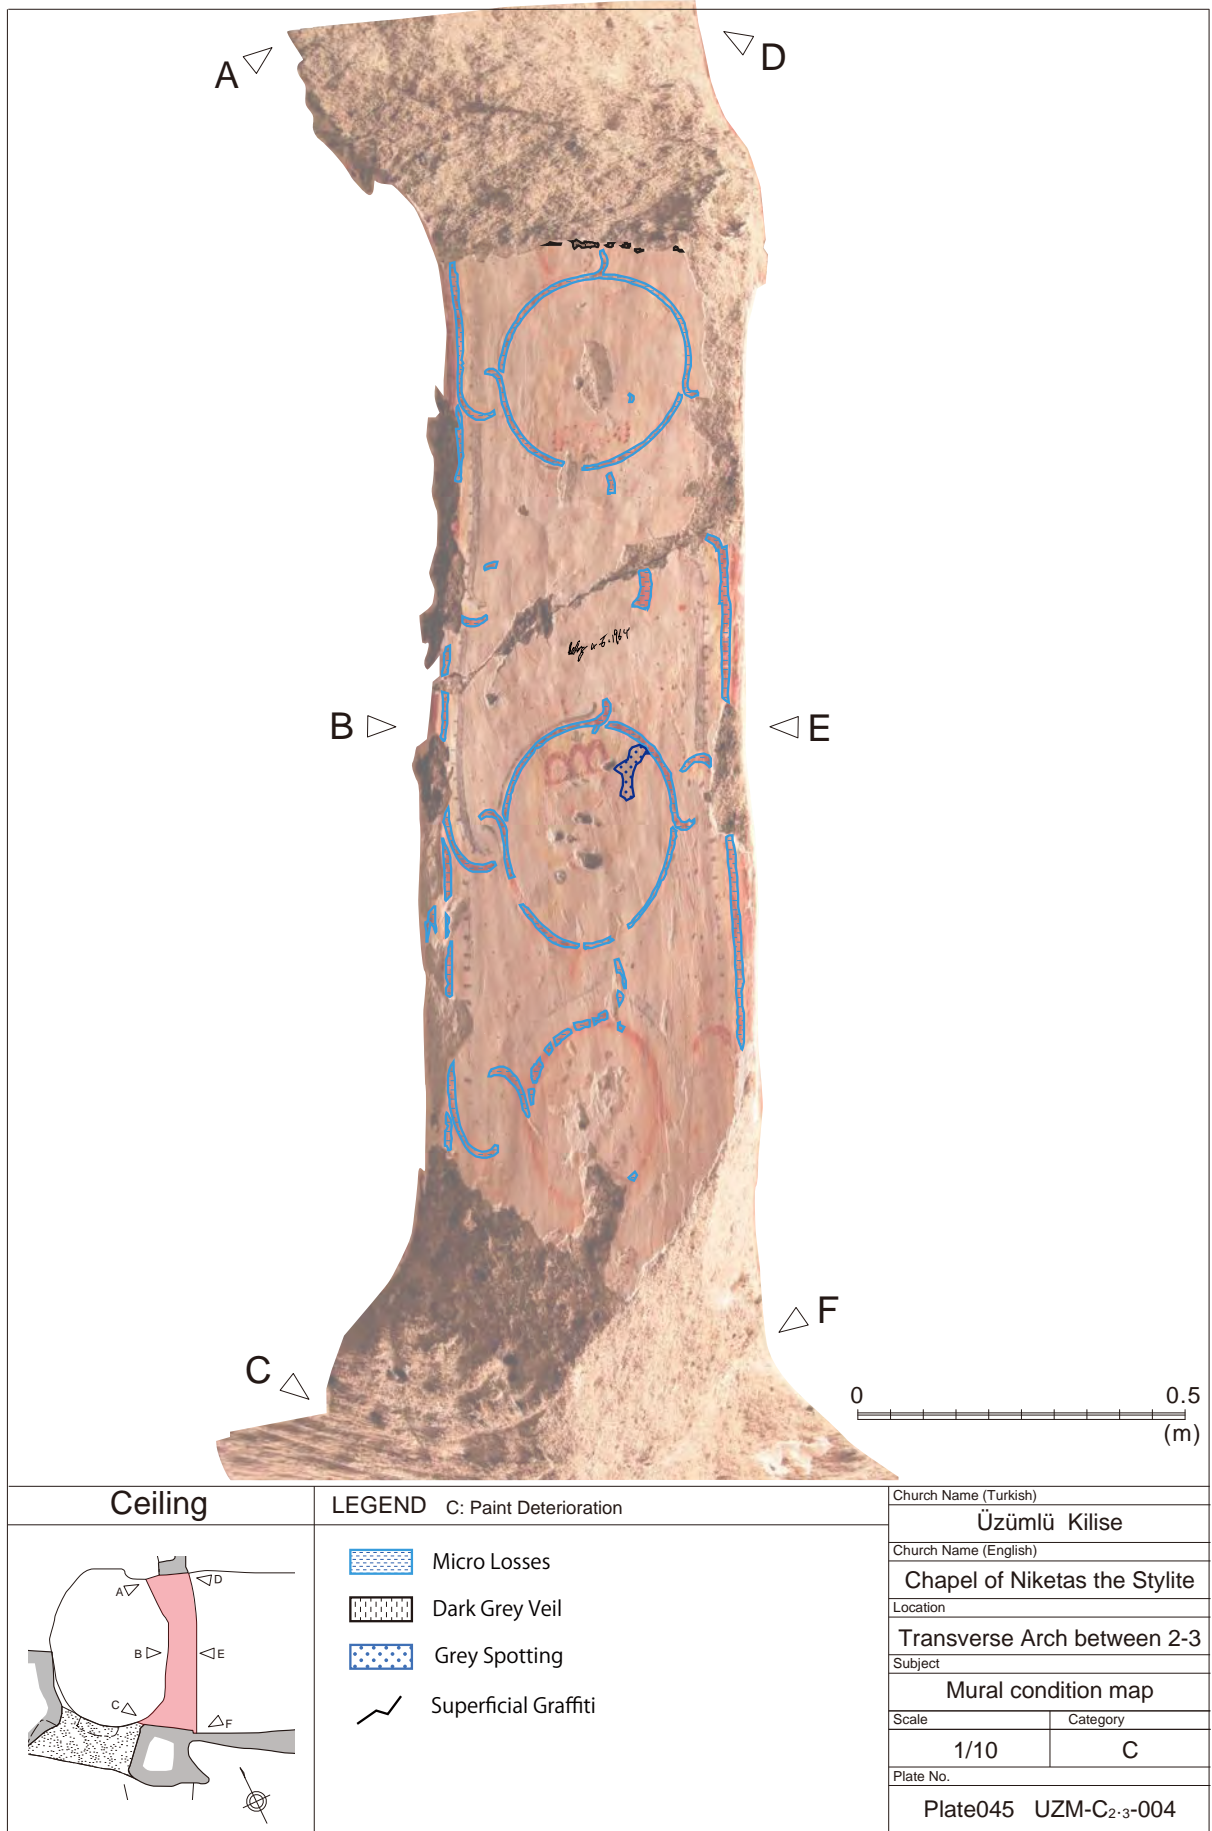 A
D
B
E
C
F
0 0.5
(m)
Ceiling
A
D
B
E
C
F
LEGEND C: Paint Deterioration
Micro Losses
Dark Grey Veil
Grey Spotting
Superficial Graffiti
Church Name (Turkish)
Üzümlü Kilise
Church Name (English)
Chapel of Niketas the Stylite
Location
Transverse Arch between 2-3
Subject
Mural condition map
Scale Category
1/10 C
Plate No.
Plate045 UZM-C2·3-004